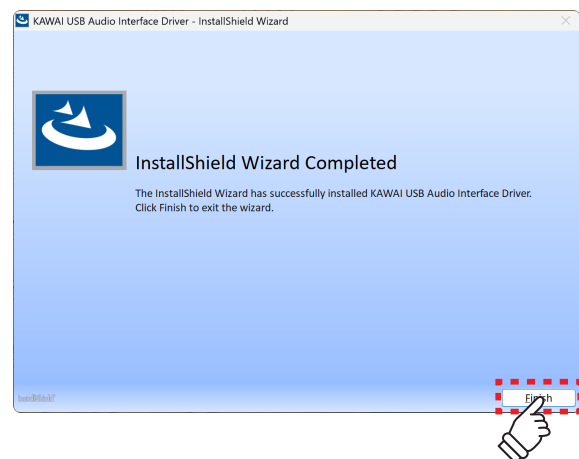 KAWAI USB Audio Interface Driver - InstallShield Wizard
InstallShield Wizard Completed
The InstallShield Wizard has successfully installed KAWAI USB Audio Interface Driver.
Click Finish to exit the wizard.
InstallShield
Finish